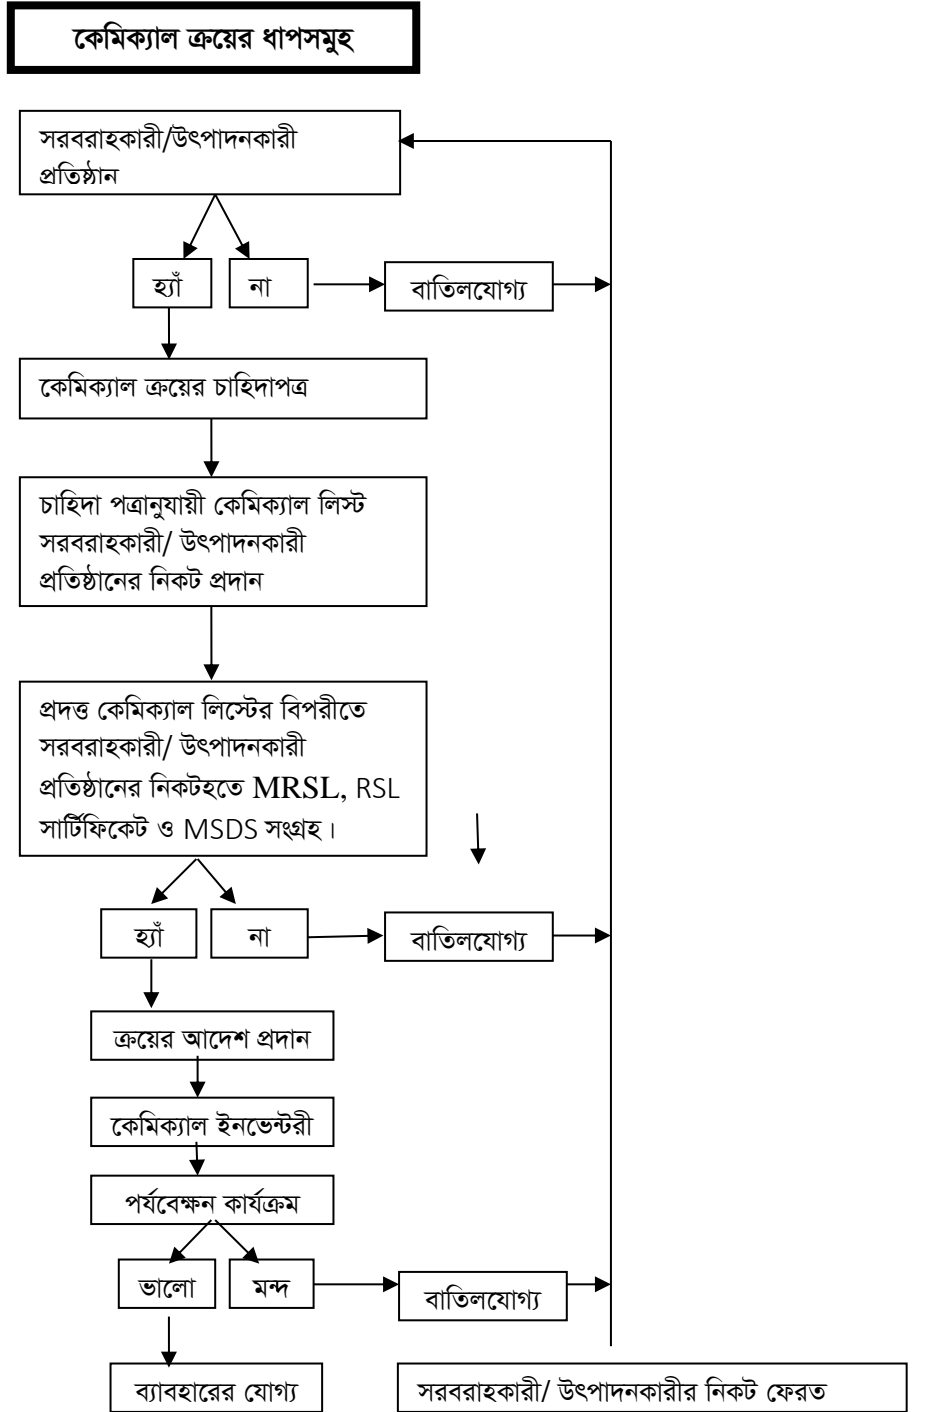 কেমিক্যাল ক্রয়ের ধাপসমুহ
সরবরাহকারী/উৎপাদনকারী
প্রতিষ্ঠান
হ্যাঁ
না
বাতিলযোগ্য
কেমিক্যাল ক্রয়ের চাহিদাপত্র
চাহিদা পত্রানুযায়ী কেমিক্যাল লিস্ট
সরবরাহকারী/ উৎপাদনকারী
প্রতিষ্ঠানের নিকট প্রদান
প্রদত্ত কেমিক্যাল লিস্টের বিপরীতে
সরবরাহকারী/ উৎপাদনকারী
প্রতিষ্ঠানের নিকটহতে MRSL, RSL
সার্টিফিকেট ও MSDS সংগ্রহ।
হ্যাঁ
না
বাতিলযোগ্য
ক্রয়ের আদেশ প্রদান
কেমিক্যাল ইনভেন্টরী
পর্যবেক্ষন কার্যক্রম
ভালো
মন্দ
বাতিলযোগ্য
ব্যাবহারের যোগ্য
সরবরাহকারী/ উৎপাদনকারীর নিকট ফেরত